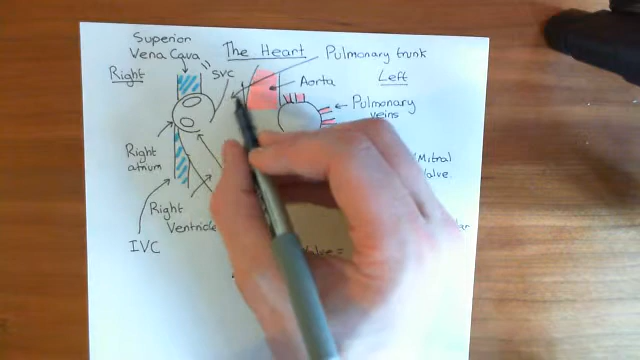 Superior
Vena Cava
The Heart
Pulmonary trunk
Right
SVC
Aorta
Left
Pulmonary
veins
Right
atrium
Mitral
Valve.
Right
Ventricle
IVC
Valve =